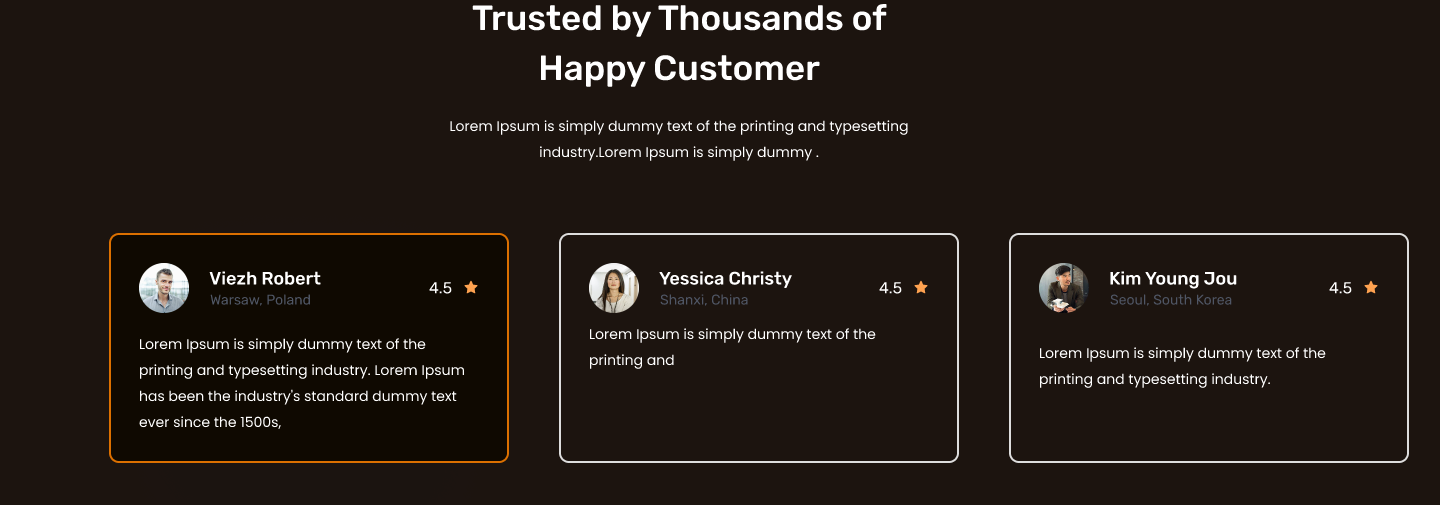 Trusted by Thousands of
Happy Customer
Lorem Ipsum is simply dummy text of the printing and typesetting
industry.Lorem Ipsum is simply dummy .
Viezh Robert
Warsaw, Poland
4.5
Lorem Ipsum is simply dummy text of the
printing and typesetting industry. Lorem Ipsum
has been the industry's standard dummy text
ever since the 1500s,
Yessica Christy
Shanxi, China
4.5
Lorem Ipsum is simply dummy text of the
printing and
Kim Young Jou
Seoul, South Korea
4.5
Lorem Ipsum is simply dummy text of the
printing and typesetting industry.